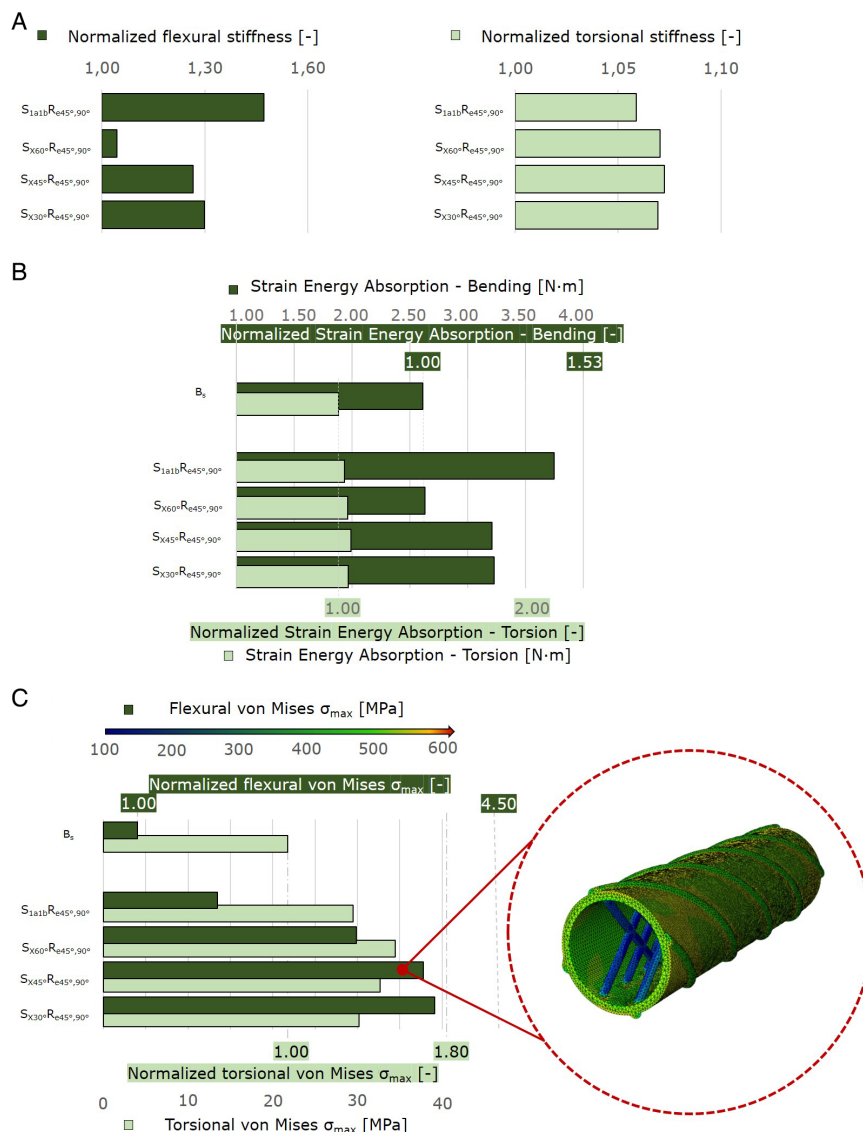 A
Normalized flexural stiffness [-]
Normalized torsional stiffness [-]
1,00 1,30 1,60
1,00 1,05 1,10
S1a1bRe45°,90°
SX60°Re45°,90°
SX45°Re45°,90°
SX30°Re45°,90°
S1a1bRe45°,90°
SX60°Re45°,90°
SX45°Re45°,90°
SX30°Re45°,90°
B
Strain Energy Absorption - Bending [N·m]
1.00 1.50 2.00 2.50 3.00 3.50 4.00
Normalized Strain Energy Absorption - Bending [-]
1.00 1.53
Bs
S1a1bRe45°,90°
SX60°Re45°,90°
SX45°Re45°,90°
SX30°Re45°,90°
1.00 2.00
Normalized Strain Energy Absorption - Torsion [-]
Strain Energy Absorption - Torsion [N·m]
C
Flexural von Mises σmax [MPa]
100 200 300 400 500 600
Normalized flexural von Mises σmax [-]
1.00 4.50
Bs
S1a1bRe45°,90°
SX60°Re45°,90°
SX45°Re45°,90°
SX30°Re45°,90°
1.00 1.80
Normalized torsional von Mises σmax [-]
0 10 20 30 40
Torsional von Mises σmax [MPa]